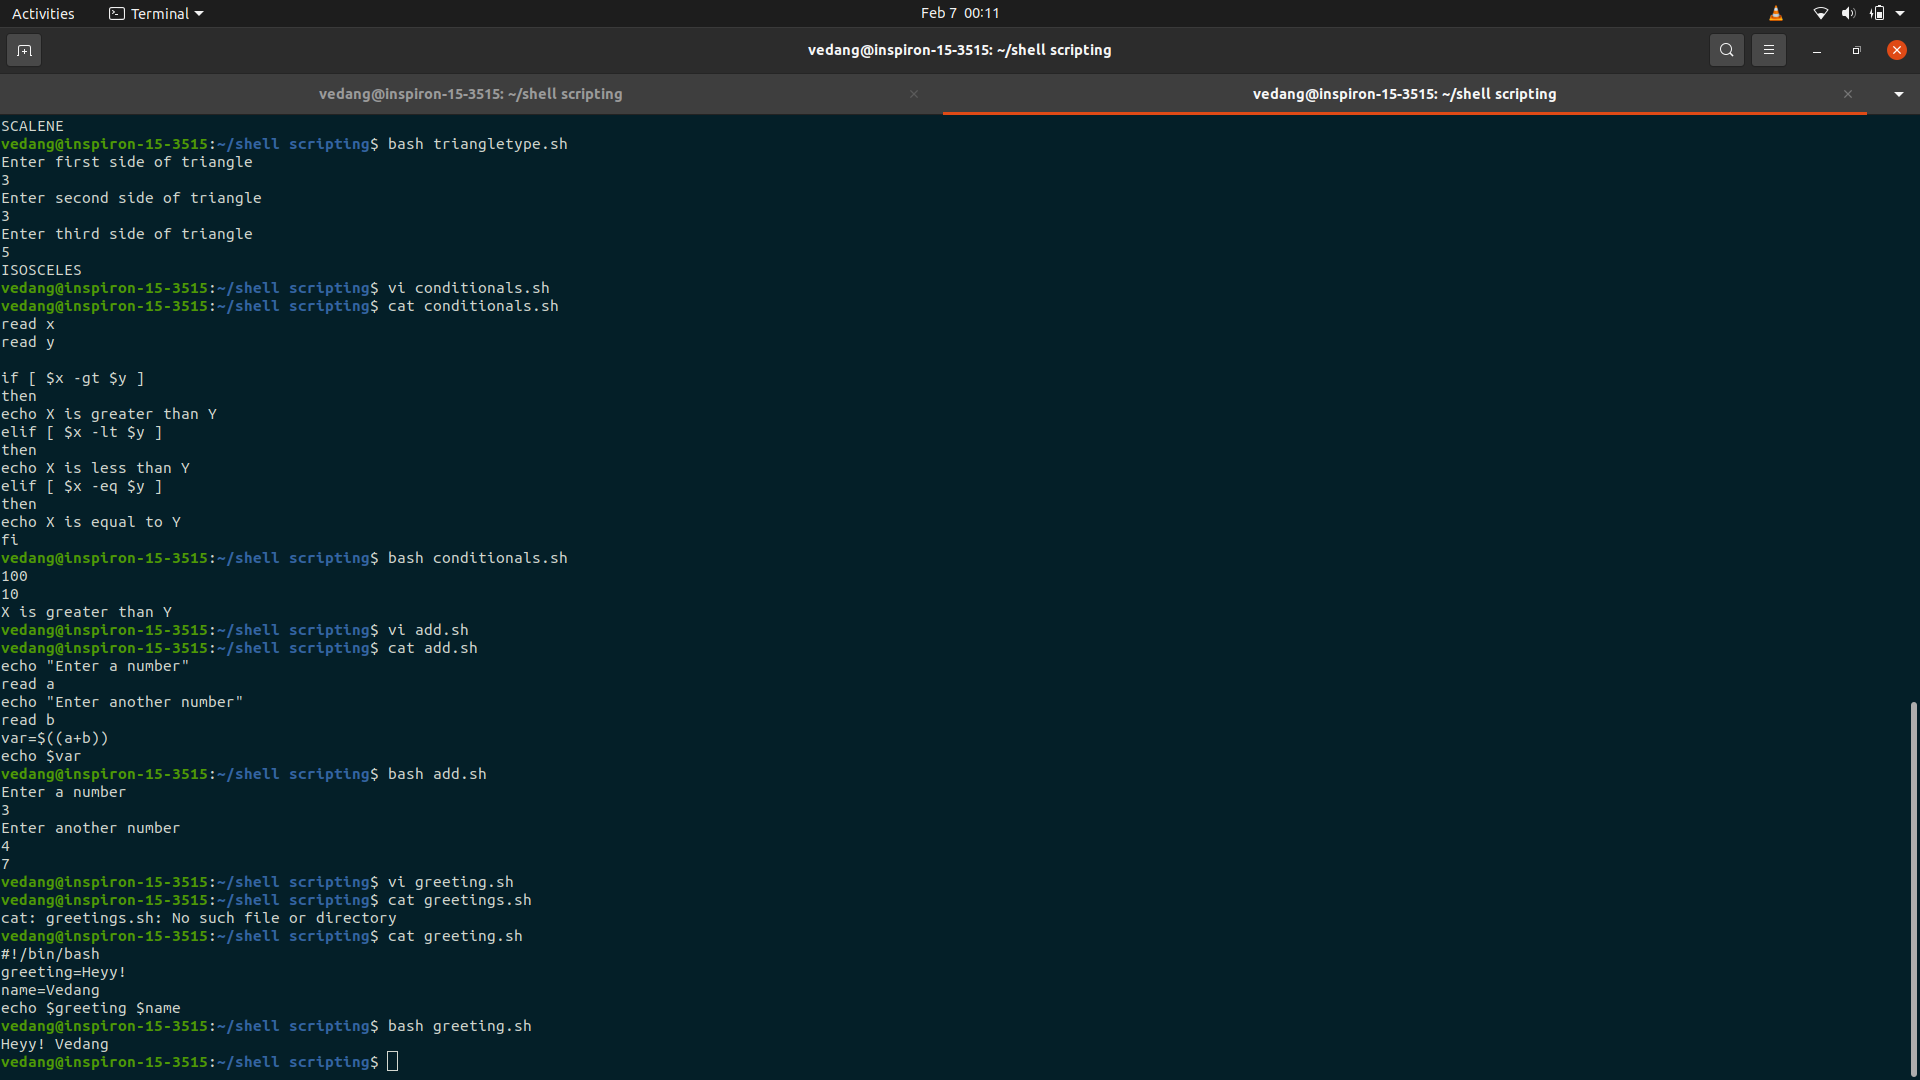 Activities Terminal Feb 7 00:11
vedang@inspiron-15-3515: ~/shell scripting
vedang@inspiron-15-3515: ~/shell scripting vedang@inspiron-15-3515: ~/shell scripting
SCALENE
vedang@inspiron-15-3515:~/shell scripting$ bash triangletype.sh
Enter first side of triangle
3
Enter second side of triangle
3
Enter third side of triangle
5
ISOSCELES
vedang@inspiron-15-3515:~/shell scripting$ vi conditionals.sh
vedang@inspiron-15-3515:~/shell scripting$ cat conditionals.sh
read x
read y

if [ $x -gt $y ]
then
echo X is greater than Y
elif [ $x -lt $y ]
then
echo X is less than Y
elif [ $x -eq $y ]
then
echo X is equal to Y
fi
vedang@inspiron-15-3515:~/shell scripting$ bash conditionals.sh
100
10
X is greater than Y
vedang@inspiron-15-3515:~/shell scripting$ vi add.sh
vedang@inspiron-15-3515:~/shell scripting$ cat add.sh
echo "Enter a number"
read a
echo "Enter another number"
read b
var=$((a+b))
echo $var
vedang@inspiron-15-3515:~/shell scripting$ bash add.sh
Enter a number
3
Enter another number
4
7
vedang@inspiron-15-3515:~/shell scripting$ vi greeting.sh
vedang@inspiron-15-3515:~/shell scripting$ cat greetings.sh
cat: greetings.sh: No such file or directory
vedang@inspiron-15-3515:~/shell scripting$ cat greeting.sh
#!/bin/bash
greeting=Heyy!
name=Vedang
echo $greeting $name
vedang@inspiron-15-3515:~/shell scripting$ bash greeting.sh
Heyy! Vedang
vedang@inspiron-15-3515:~/shell scripting$